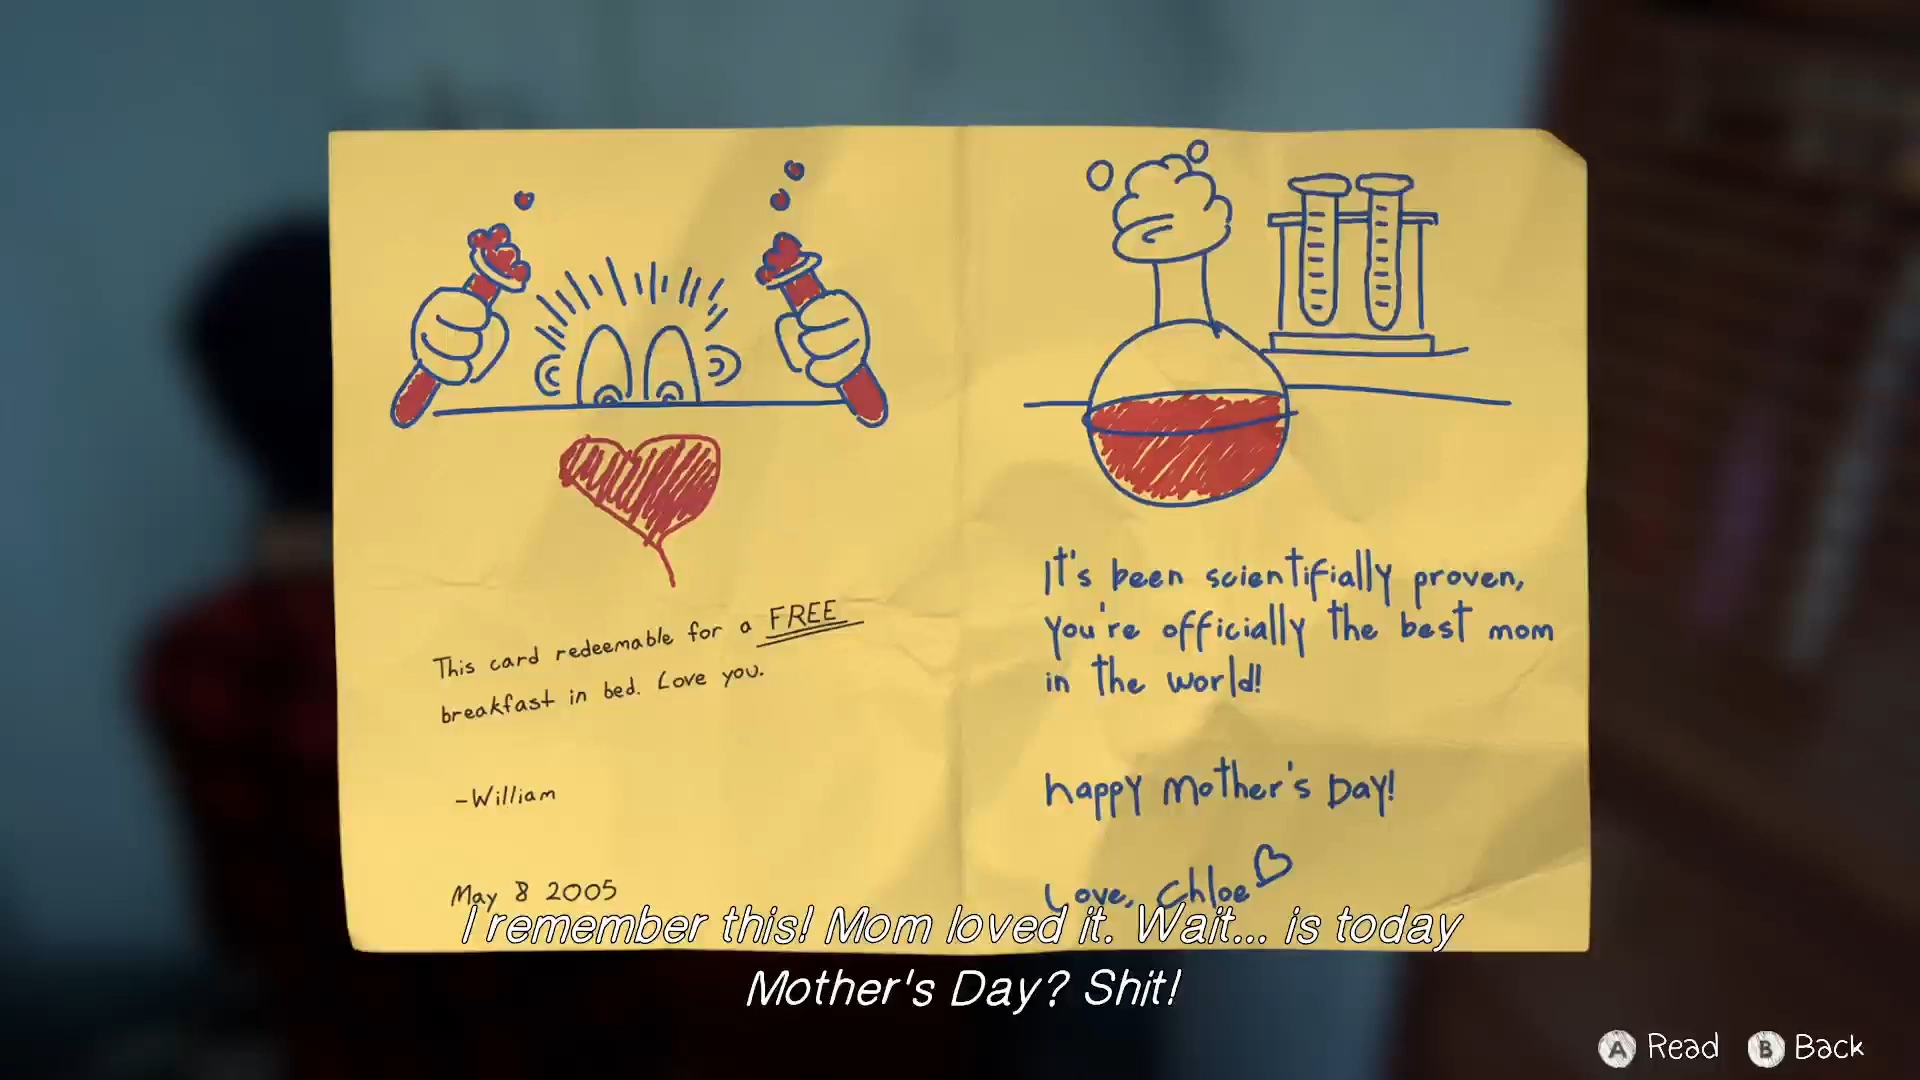 This card redeemable for a FREE
breakfast in bed. Love you.
-William
May 8 2005
It's been scientifially proven,
you're officially the best mom
in the world!
happy Mother's Day!
Love, Chloe
I remember this! Mom loved it. Wait... is today
Mother's Day? Shit!
A Read B Back